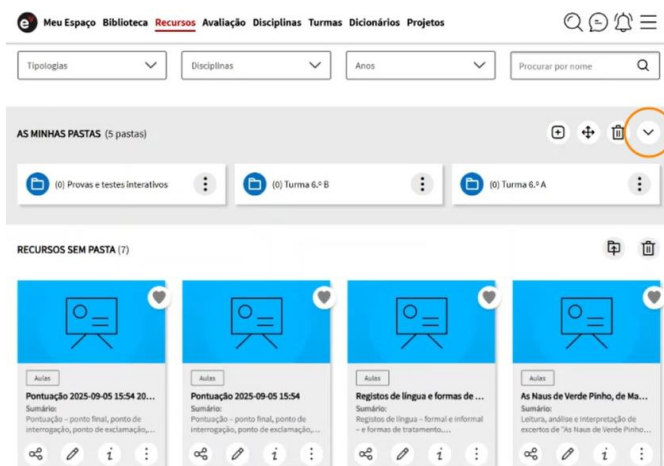 e
Meu Espaço Biblioteca Recursos Avaliação Disciplinas Turmas Dicionários Projetos
Tipologias Disciplinas Anos Procurar por nome
AS MINHAS PASTAS (5 pastas)
(0) Provas e testes interativos (0) Turma 6.º B (0) Turma 6.º A
RECURSOS SEM PASTA (7)
Aulas
Pontuação 2025-09-05 15:54 20...
Sumário:
Pontuação – ponto final, ponto de
interrogação, ponto de exclamação,...
Aulas
Pontuação 2025-09-05 15:54
Sumário:
Pontuação – ponto final, ponto de
interrogação, ponto de exclamação,...
Aulas
Registos de língua e formas de ...
Sumário:
Registos de língua – formal e informal
– e formas de tratamento,...
Aulas
As Naus de Verde Pinho, de Ma...
Sumário:
Leitura, análise e interpretação de
excertos de "As Naus de Verde Pinho...